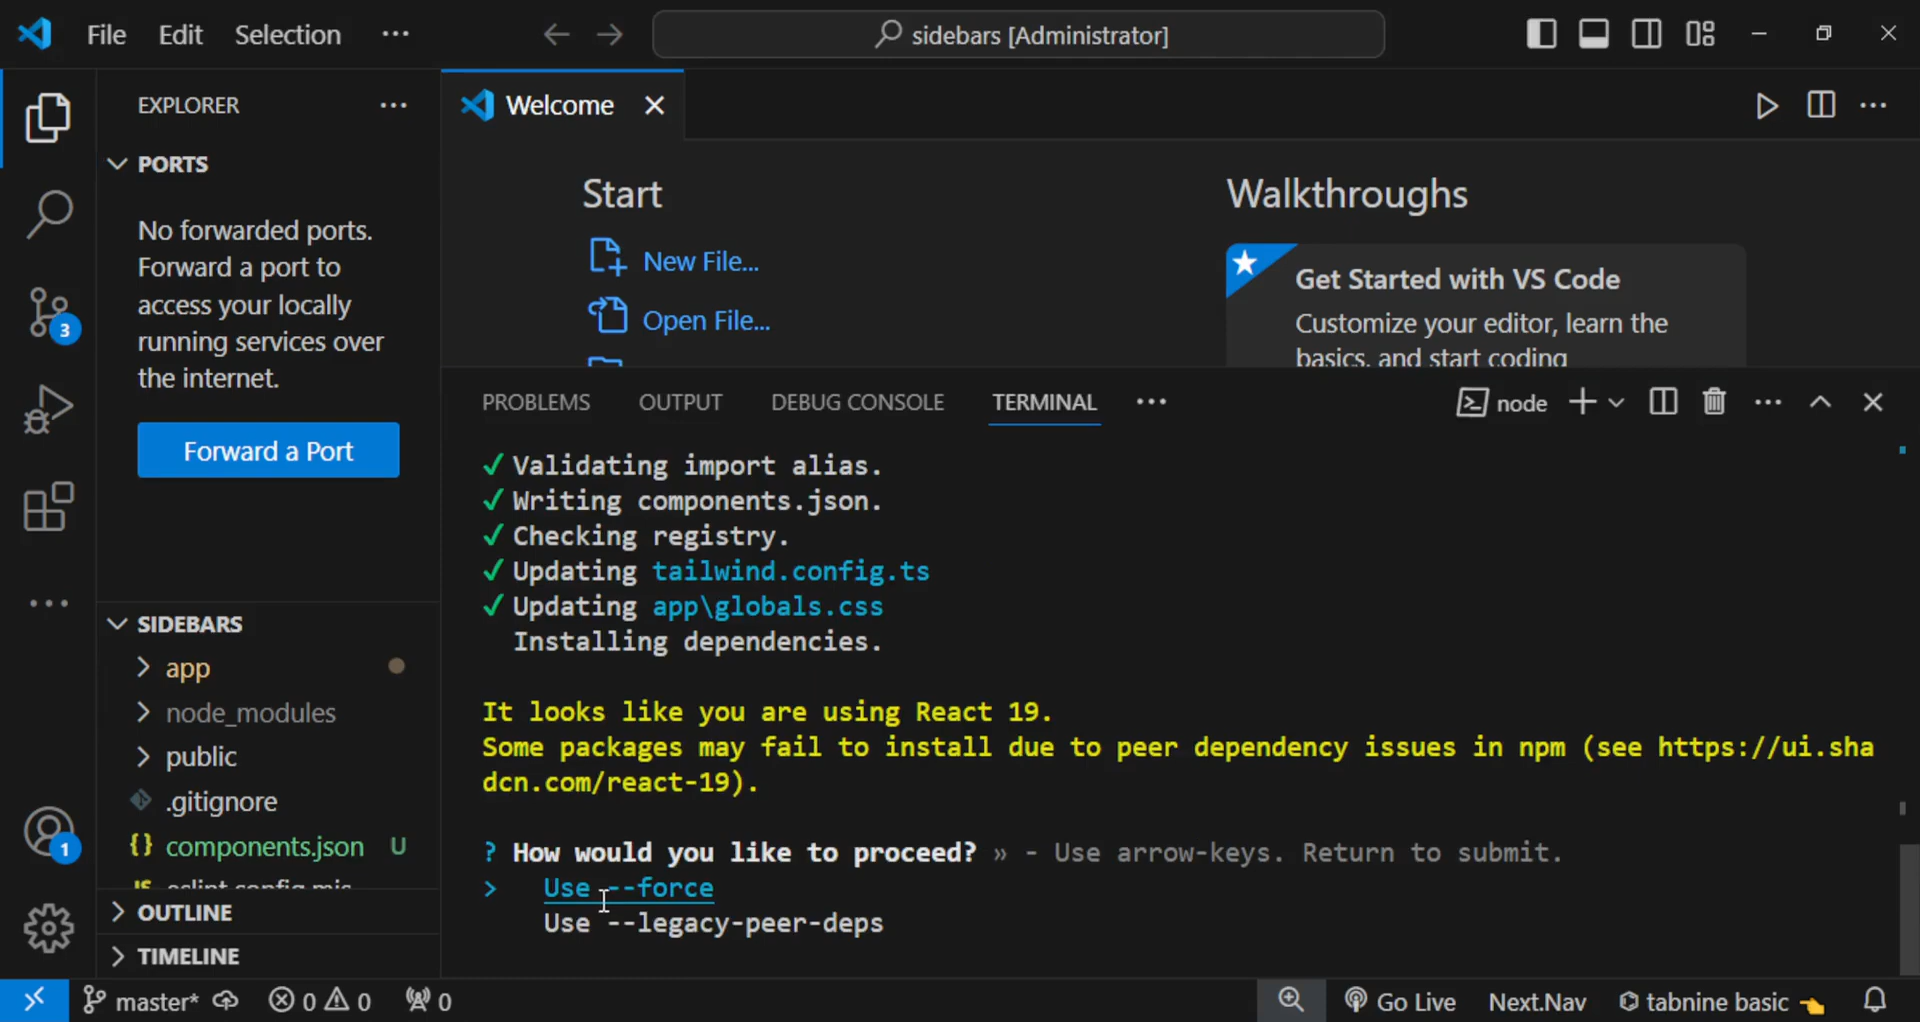 File Edit Selection ···
sidebars [Administrator]
EXPLORER ···
PORTS
No forwarded ports.
Forward a port to
access your locally
running services over
the internet.
Forward a Port
3
1
SIDEBARS
app
node_modules
public
.gitignore
{} components.json U
JS eslint.config.mjs
OUTLINE
TIMELINE
Welcome
Start
New File...
Open File...
Walkthroughs
Get Started with VS Code
Customize your editor, learn the
basics, and start coding
PROBLEMS OUTPUT DEBUG CONSOLE TERMINAL ···
node
✓ Validating import alias.
✓ Writing components.json.
✓ Checking registry.
✓ Updating tailwind.config.ts
✓ Updating app\globals.css
Installing dependencies.
It looks like you are using React 19.
Some packages may fail to install due to peer dependency issues in npm (see https://ui.sha
dcn.com/react-19).
? How would you like to proceed? » - Use arrow-keys. Return to submit.
> Use --force
Use --legacy-peer-deps
master* 0 0 0
Go Live Next.Nav tabnine basic